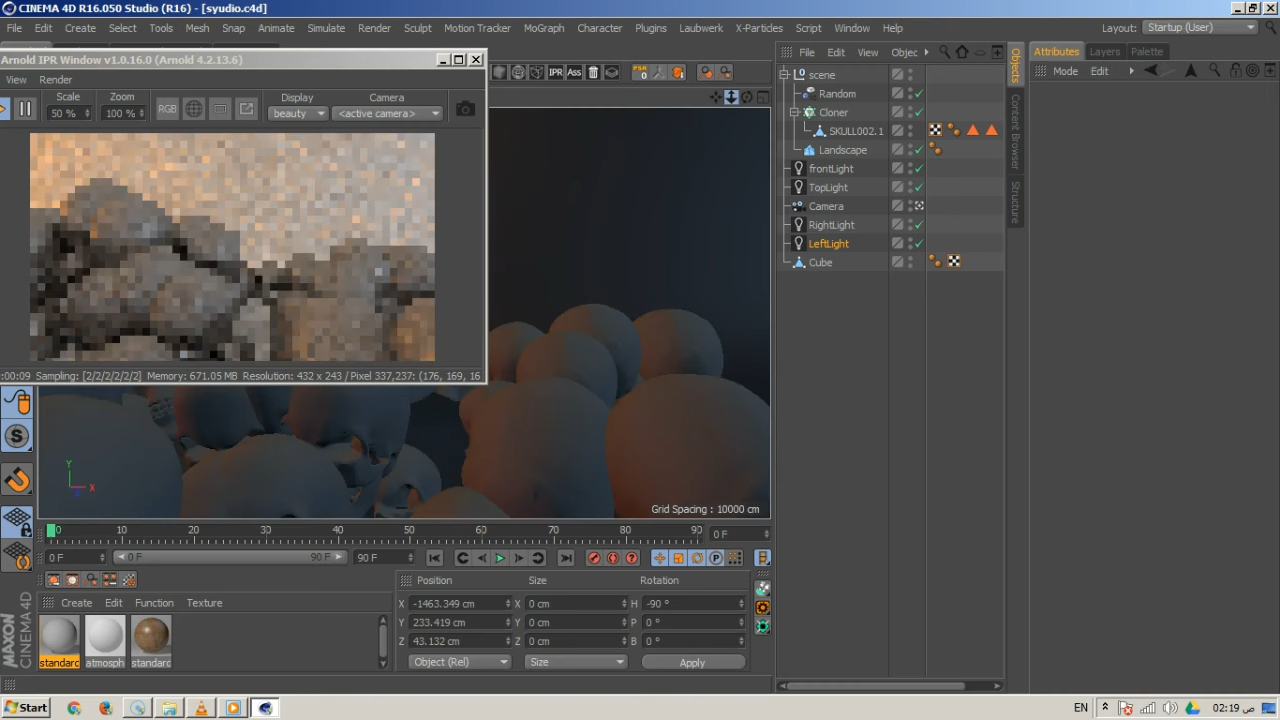 CINEMA 4D R16.050 Studio (R16) - [syudio.c4d]
File Edit Create Select Tools Mesh Snap Animate Simulate Render Sculpt Motion Tracker MoGraph Character Plugins Laubwerk X-Particles Script Window Help Layout: Startup (User)
Arnold IPR Window v1.0.16.0 (Arnold 4.2.13.6)
View Render
Scale Zoom Display Camera
50 % 100 % RGB beauty <active camera>
:00:09 Sampling: [2/2/2/2/2/2] Memory: 671.05 MB Resolution: 432 x 243 / Pixel 337,237: (176, 169, 16
IPR Ass PSR 0
File Edit View Objec
scene
Random
Cloner
SKULL002.1
Landscape
frontLight
TopLight
Camera
RightLight
LeftLight
Cube
Objects
Content Browser
Structure
Attributes Layers Palette
Mode Edit
Y
X
Z
Grid Spacing : 10000 cm
0 10 20 30 40 50 60 70 80 90 0 F
0 F 0 F 90 F 90 F
Create Edit Function Texture
standarc atmosph standarc
Position Size Rotation
X -1463.349 cm X 0 cm H -90 °
Y 233.419 cm Y 0 cm P 0 °
Z 43.132 cm Z 0 cm B 0 °
Object (Rel) Size Apply
MAXON CINEMA 4D
Start EN 02:19 ص